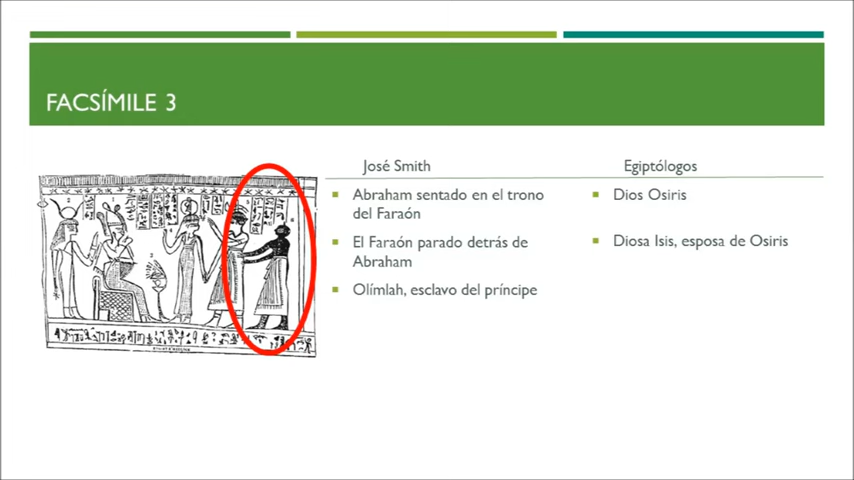 FACSÍMILE 3
José Smith
Abraham sentado en el trono
del Faraón
El Faraón parado detrás de
Abraham
Olímlah, esclavo del príncipe
Egiptólogos
Dios Osiris
Diosa Isis, esposa de Osiris